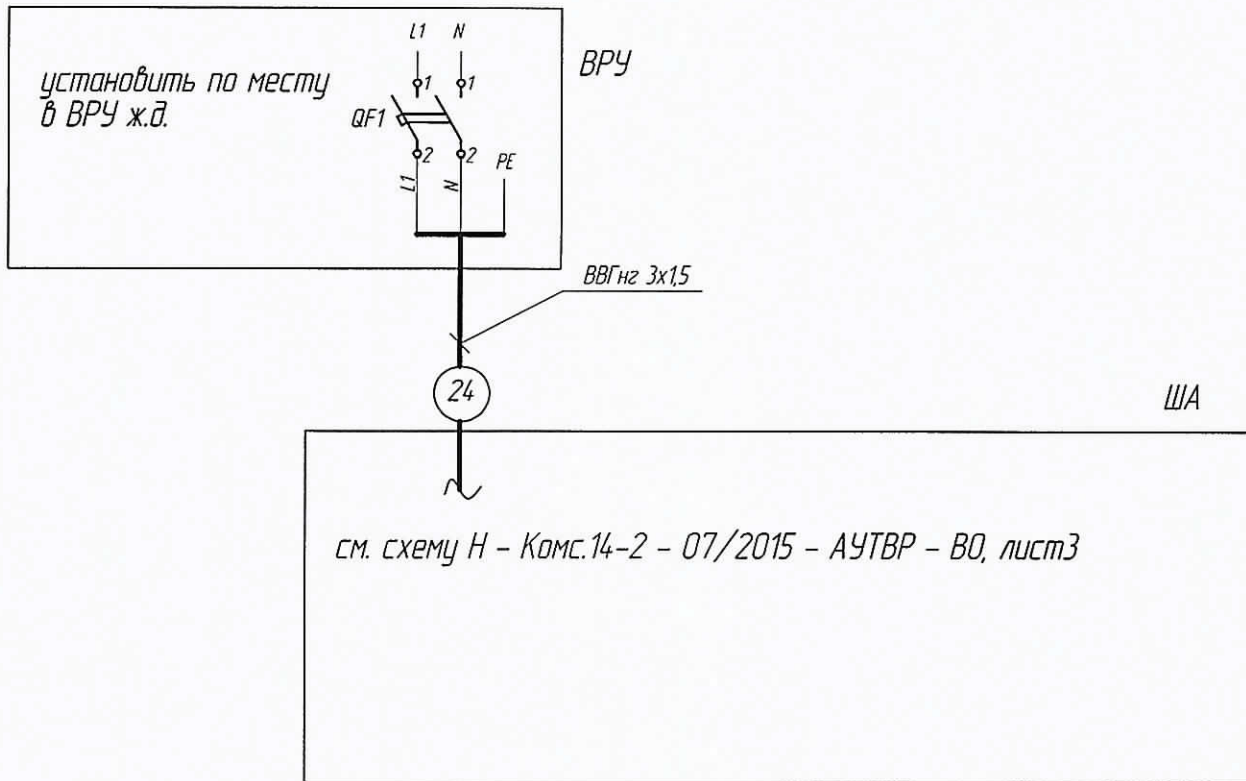 L1 N
ВРУ
установить по месту
в ВРУ ж.д.
1 1
QF1
2 2
PE
L1 N
ВВГнг 3х1,5
24
ША
см. схему Н - Комс.14-2 - 07/2015 - АУТВР - ВО, лист3